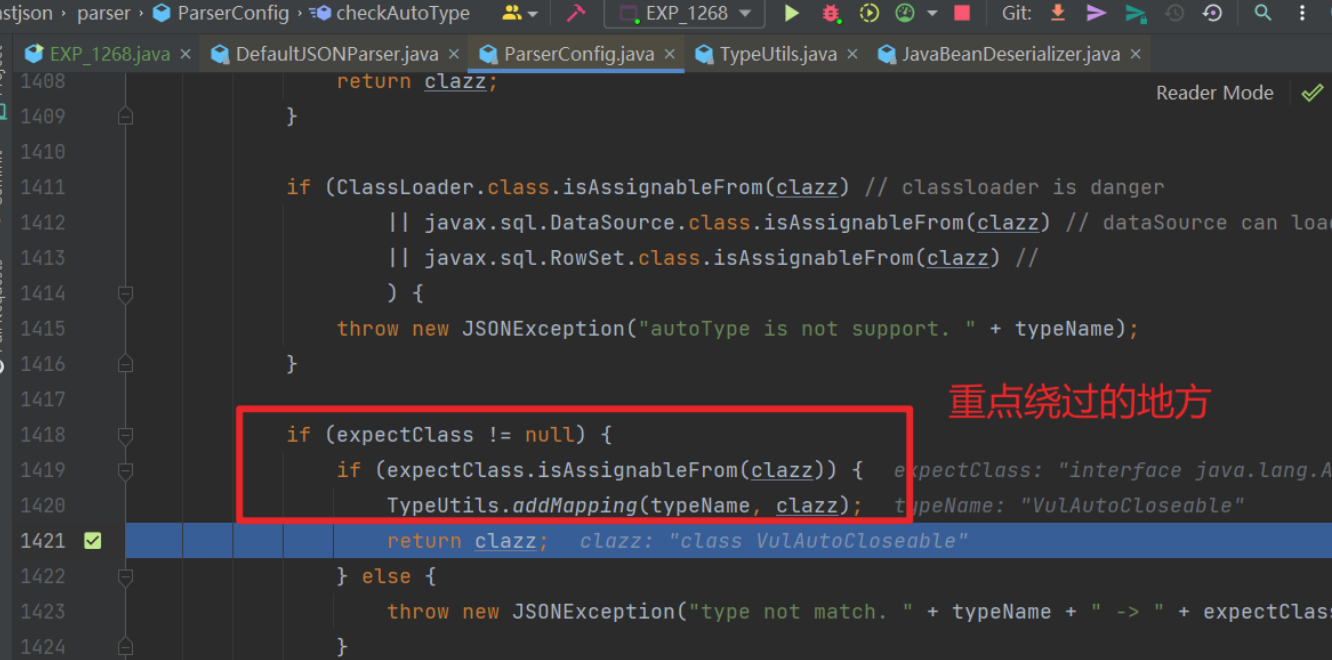 stjson › parser › ParserConfig › checkAutoType EXP_1268 Git:
EXP_1268.java × DefaultJSONParser.java × ParserConfig.java × TypeUtils.java × JavaBeanDeserializer.java ×
Reader Mode
1408 return clazz;
1409 }
1410
1411 if (ClassLoader.class.isAssignableFrom(clazz) // classloader is danger
1412 || javax.sql.DataSource.class.isAssignableFrom(clazz) // dataSource can load
1413 || javax.sql.RowSet.class.isAssignableFrom(clazz) //
1414 ) {
1415 throw new JSONException("autoType is not support. " + typeName);
1416 }
1417
重点绕过的地方
1418 if (expectClass != null) {
1419 if (expectClass.isAssignableFrom(clazz)) { expectClass: "interface java.lang.A
1420 TypeUtils.addMapping(typeName, clazz); typeName: "VulAutoCloseable"
1421 return clazz; clazz: "class VulAutoCloseable"
1422 } else {
1423 throw new JSONException("type not match. " + typeName + " -> " + expectClas
1424 }